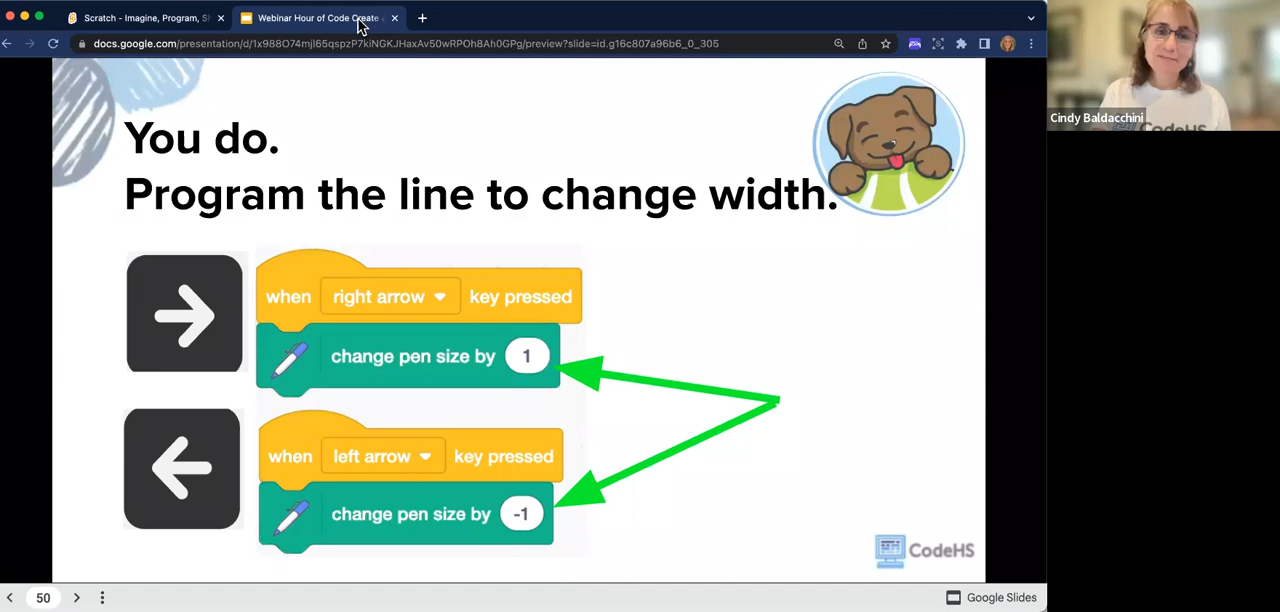 Scratch - Imagine, Program, S
Webinar Hour of Code Create
docs.google.com/presentation/d/1x988O74mjl65qspzP7kiNGKJHaxAv50wRPOh8Ah0GPg/preview?slide=id.g16c807a96b6_0_305
Cindy Baldacchini
CodeHS
You do.
Program the line to change width.
when right arrow key pressed
change pen size by 1
when left arrow key pressed
change pen size by -1
CodeHS
50
Google Slides